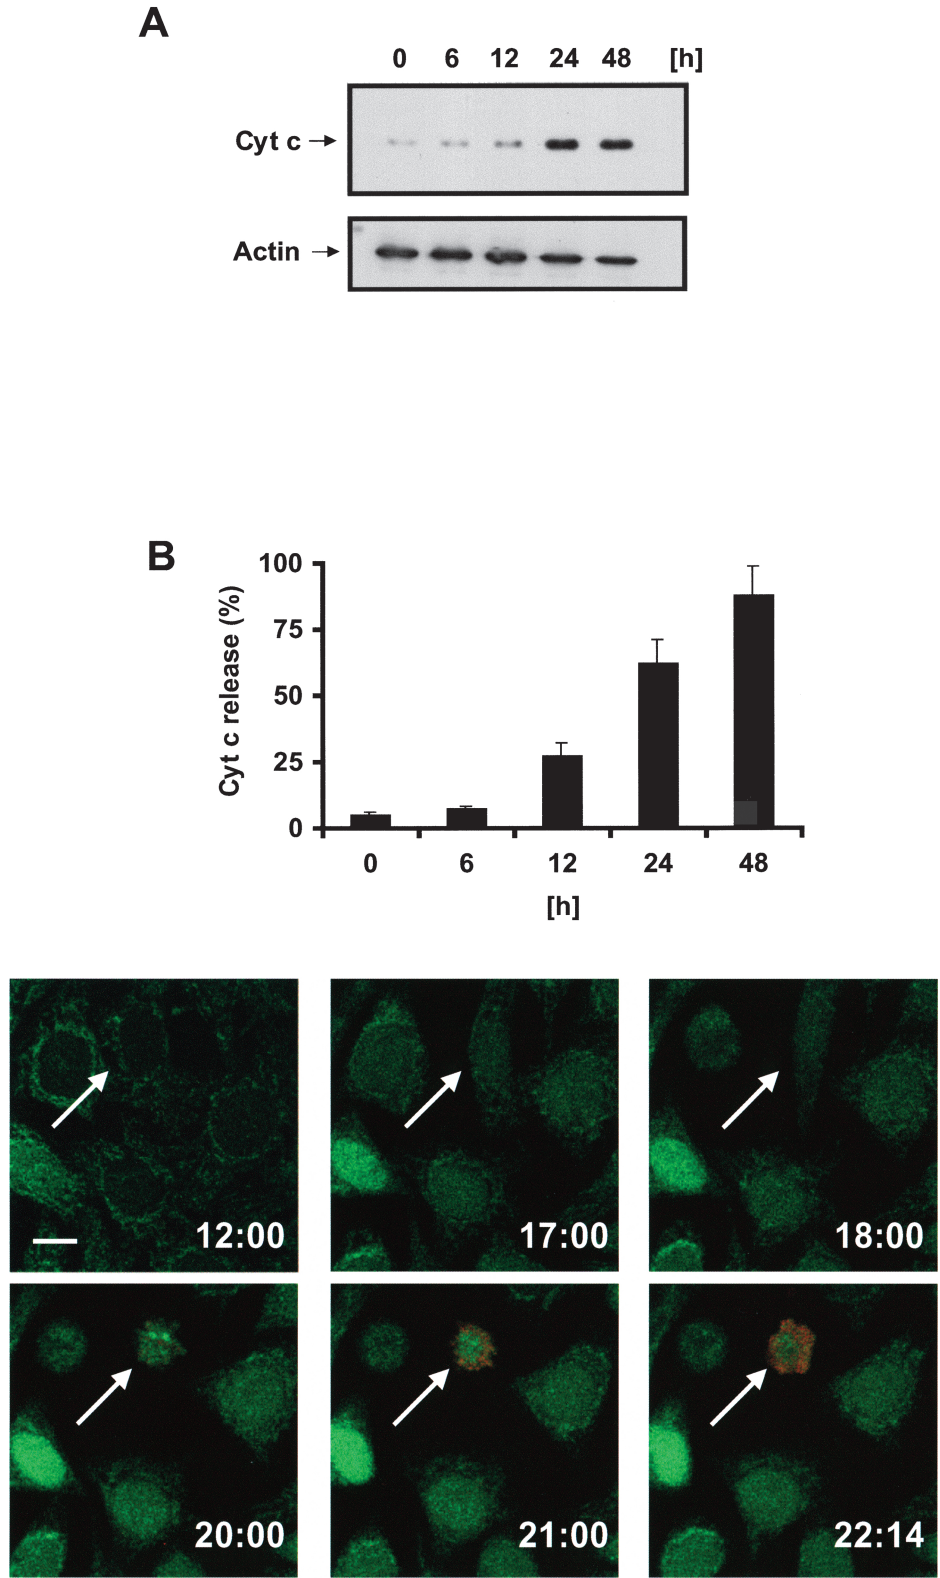 A
0 6 12 24 48 [h]
Cyt c
Actin
B
Cyt c release (%)
100
75
50
25
0
0 6 12 24 48
[h]
12:00 17:00 18:00
20:00 21:00 22:14